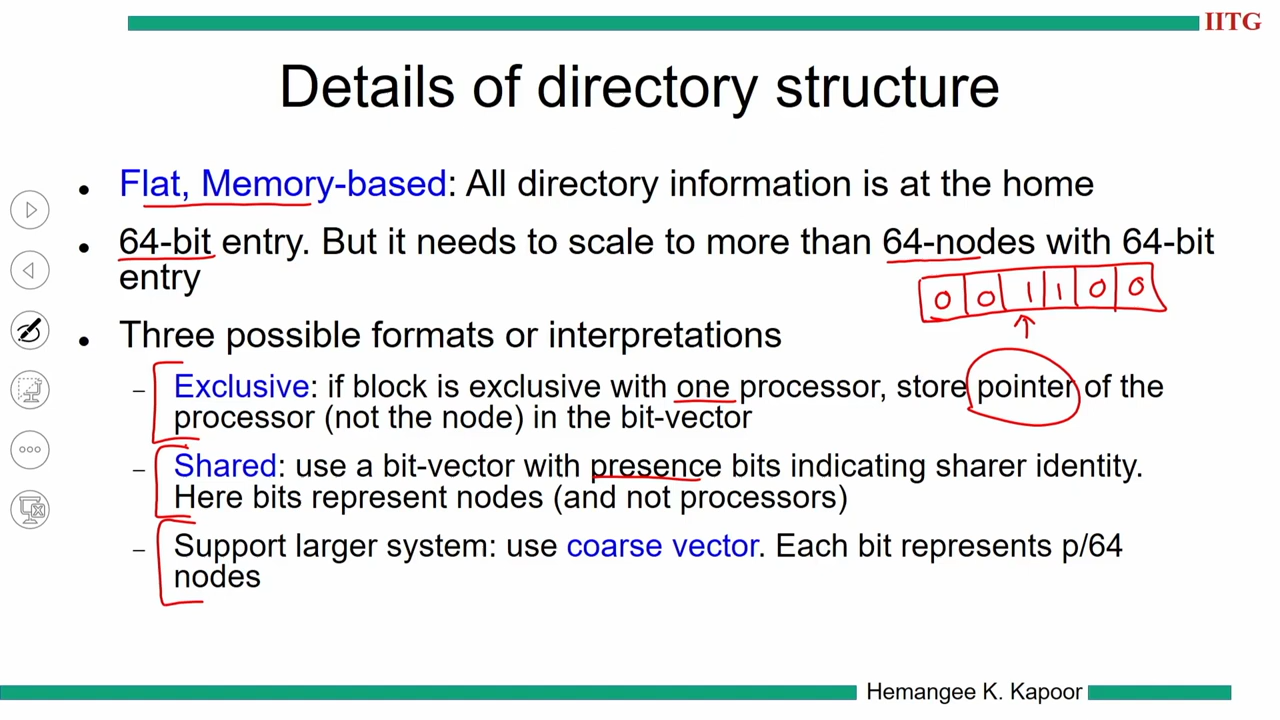 IITG
Details of directory structure
• Flat, Memory-based: All directory information is at the home
• 64-bit entry. But it needs to scale to more than 64-nodes with 64-bit
entry
0 0 1 1 0 0
• Three possible formats or interpretations
– Exclusive: if block is exclusive with one processor, store pointer of the
processor (not the node) in the bit-vector
– Shared: use a bit-vector with presence bits indicating sharer identity.
Here bits represent nodes (and not processors)
– Support larger system: use coarse vector. Each bit represents p/64
nodes
Hemangee K. Kapoor